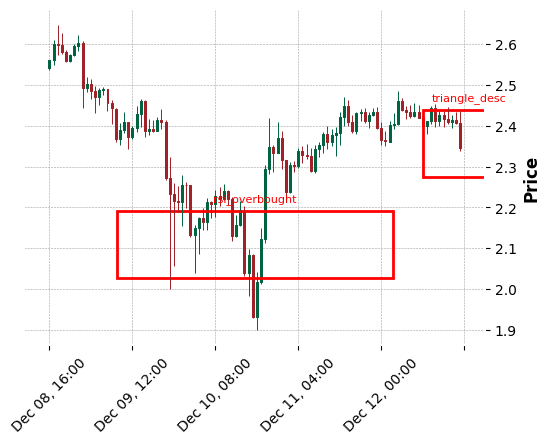 2.6
2.5
triangle_desc
2.4
2.3
overbought
2.2
2.1
2.0
1.9
Price
Dec 08, 16:00
Dec 09, 12:00
Dec 10, 08:00
Dec 11, 04:00
Dec 12, 00:00